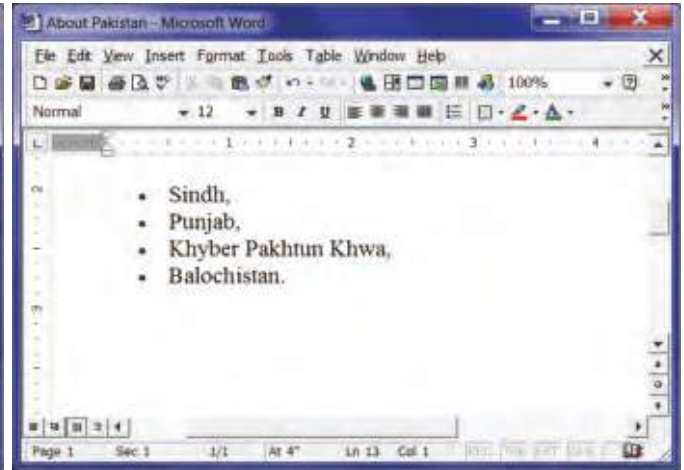 About Pakistan - Microsoft Word
File Edit View Insert Format Tools Table Window Help
100%
Normal 12 B I U
1 2 3 4
2
• Sindh,
• Punjab,
• Khyber Pakhtun Khwa,
• Balochistan.
3
Page 1 Sec 1 1/1 At 4" Ln 13 Col 1